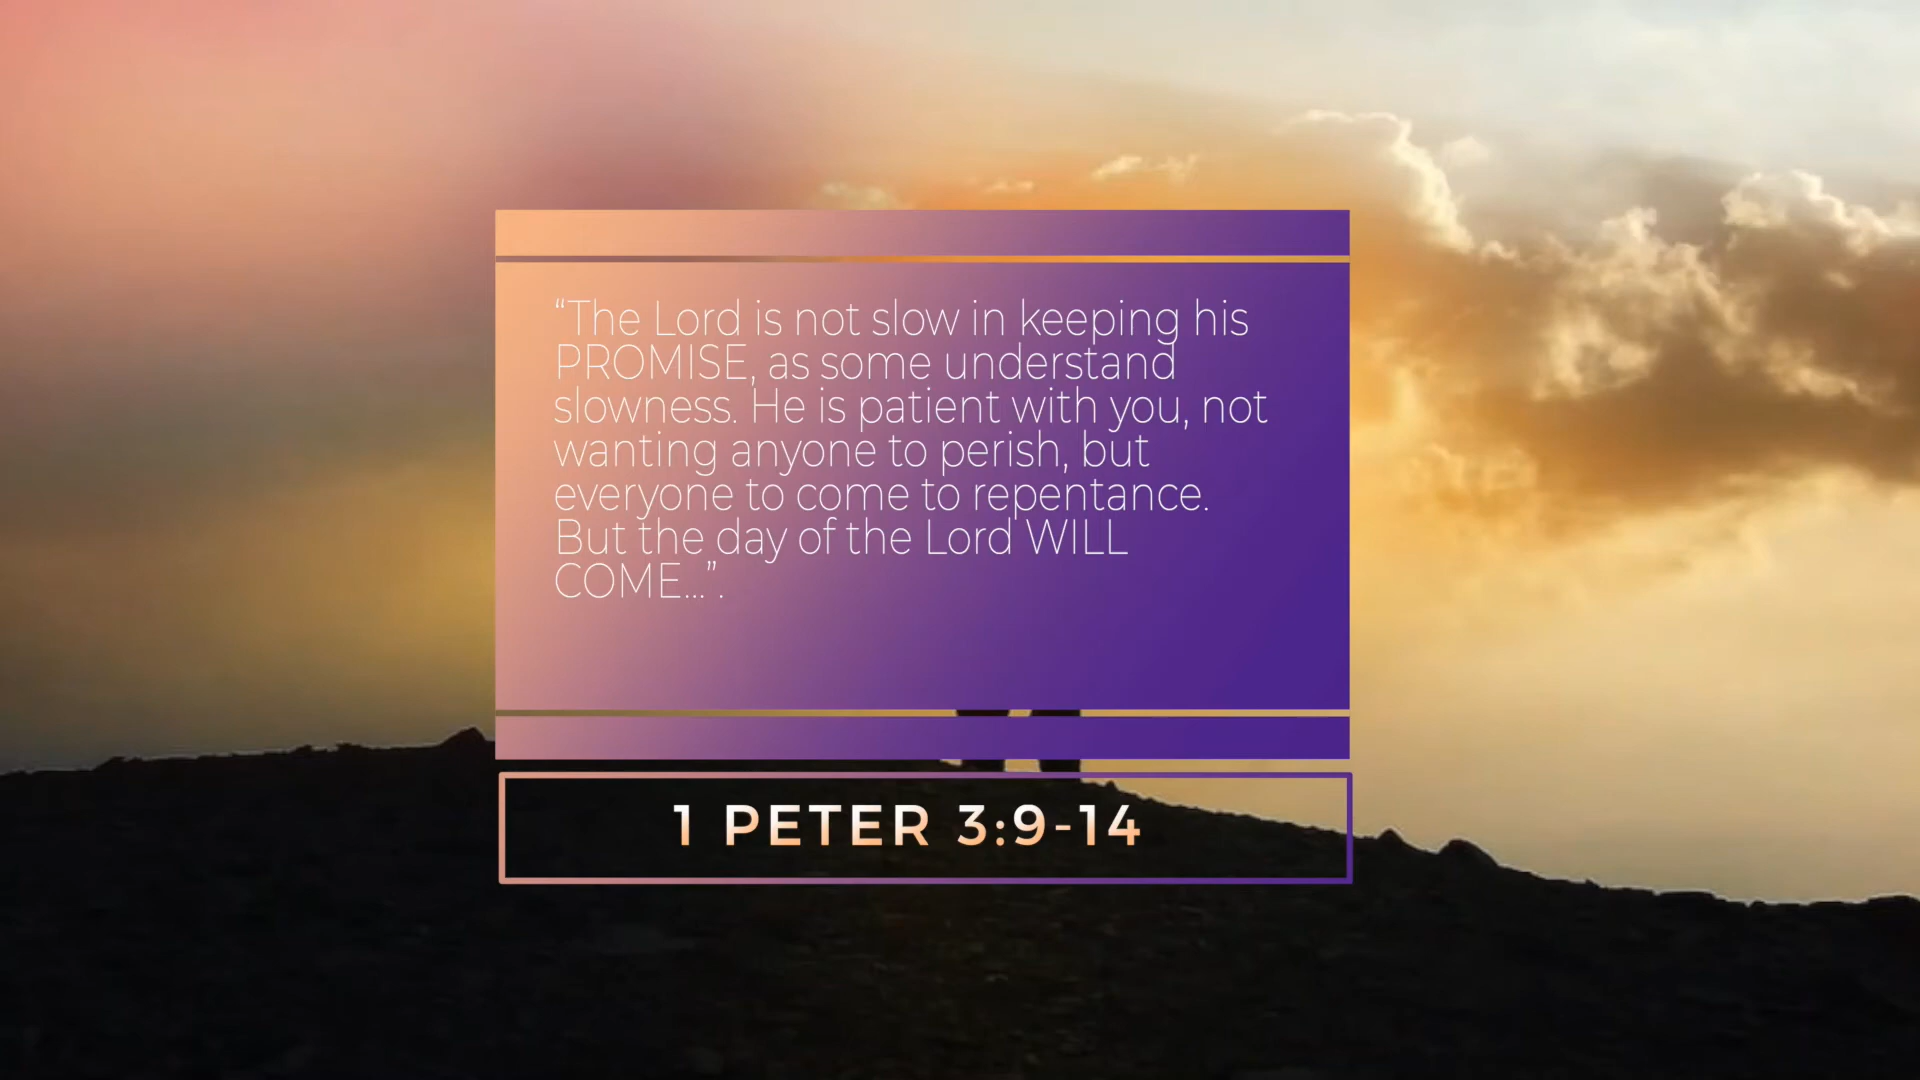 “The Lord is not slow in keeping his
PROMISE, as some understand
slowness. He is patient with you, not
wanting anyone to perish, but
everyone to come to repentance.
But the day of the Lord WILL
COME...”.
1 PETER 3:9-14